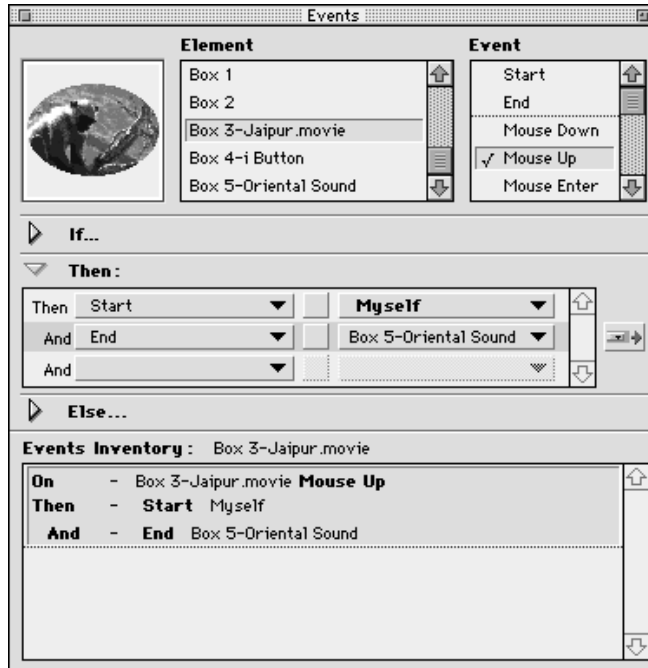 Events
Element
Event
Box 1
Box 2
Box 3-Jaipur.movie
Box 4-i Button
Box 5-Oriental Sound
Start
End
Mouse Down
√ Mouse Up
Mouse Enter
If...
Then:
Then Start Myself
And End Box 5-Oriental Sound
And
Else...
Events Inventory: Box 3-Jaipur.movie
On - Box 3-Jaipur.movie Mouse Up
Then - Start Myself
And - End Box 5-Oriental Sound